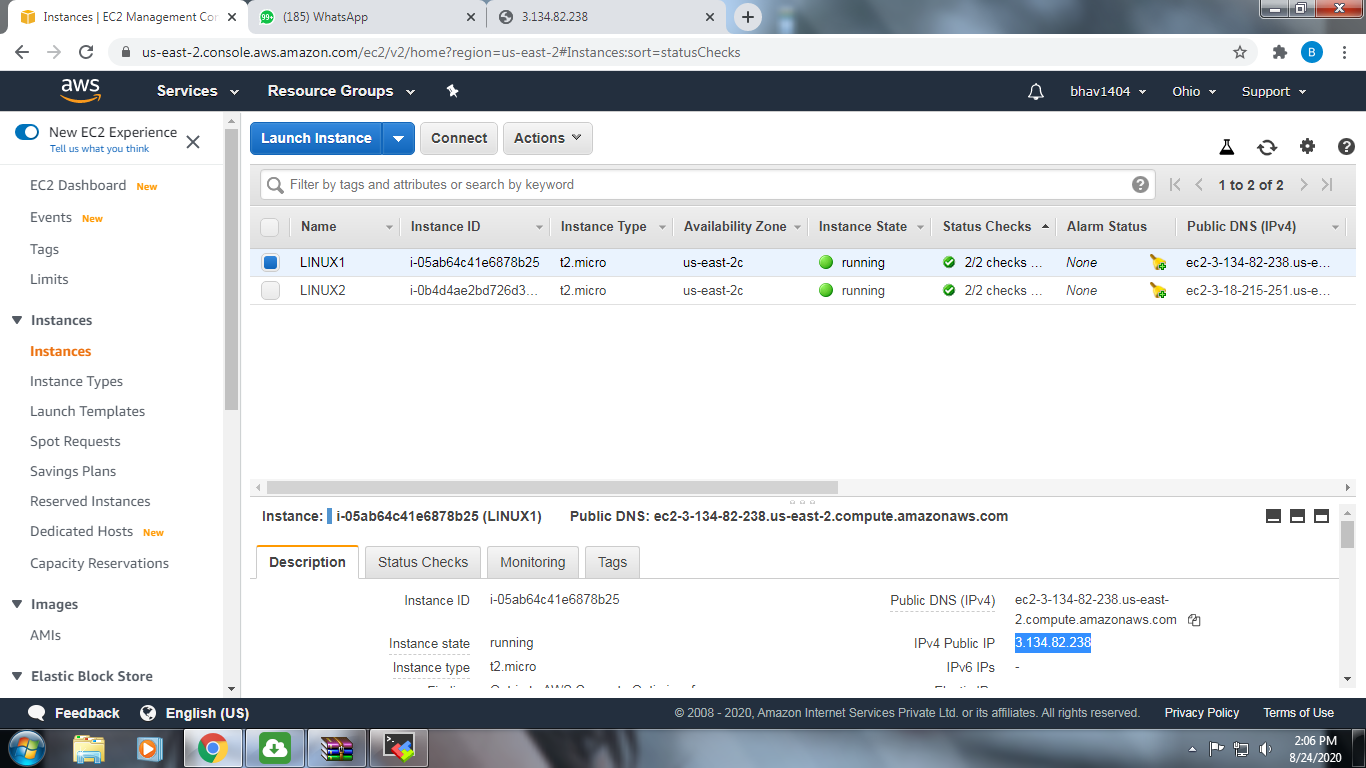 Instances | EC2 Management Con
(185) WhatsApp
3.134.82.238
99+
us-east-2.console.aws.amazon.com/ec2/v2/home?region=us-east-2#Instances:sort=statusChecks
B
aws
Services
Resource Groups
bhav1404
Ohio
Support
New EC2 Experience
Tell us what you think
EC2 Dashboard New
Events New
Tags
Limits
Instances
Instances
Instance Types
Launch Templates
Spot Requests
Savings Plans
Reserved Instances
Dedicated Hosts New
Capacity Reservations
Images
AMIs
Elastic Block Store
Launch Instance
Connect
Actions
Filter by tags and attributes or search by keyword
1 to 2 of 2
Name Instance ID Instance Type Availability Zone Instance State Status Checks Alarm Status Public DNS (IPv4)
LINUX1 i-05ab64c41e6878b25 t2.micro us-east-2c running 2/2 checks ... None ec2-3-134-82-238.us-e...
LINUX2 i-0b4d4ae2bd726d3... t2.micro us-east-2c running 2/2 checks ... None ec2-3-18-215-251.us-e...
Instance: i-05ab64c41e6878b25 (LINUX1) Public DNS: ec2-3-134-82-238.us-east-2.compute.amazonaws.com
Description Status Checks Monitoring Tags
Instance ID i-05ab64c41e6878b25
Instance state running
Instance type t2.micro
Public DNS (IPv4) ec2-3-134-82-238.us-east-
2.compute.amazonaws.com
IPv4 Public IP 3.134.82.238
IPv6 IPs -
Feedback
English (US)
© 2008 - 2020, Amazon Internet Services Private Ltd. or its affiliates. All rights reserved.
Privacy Policy
Terms of Use
2:06 PM
8/24/2020